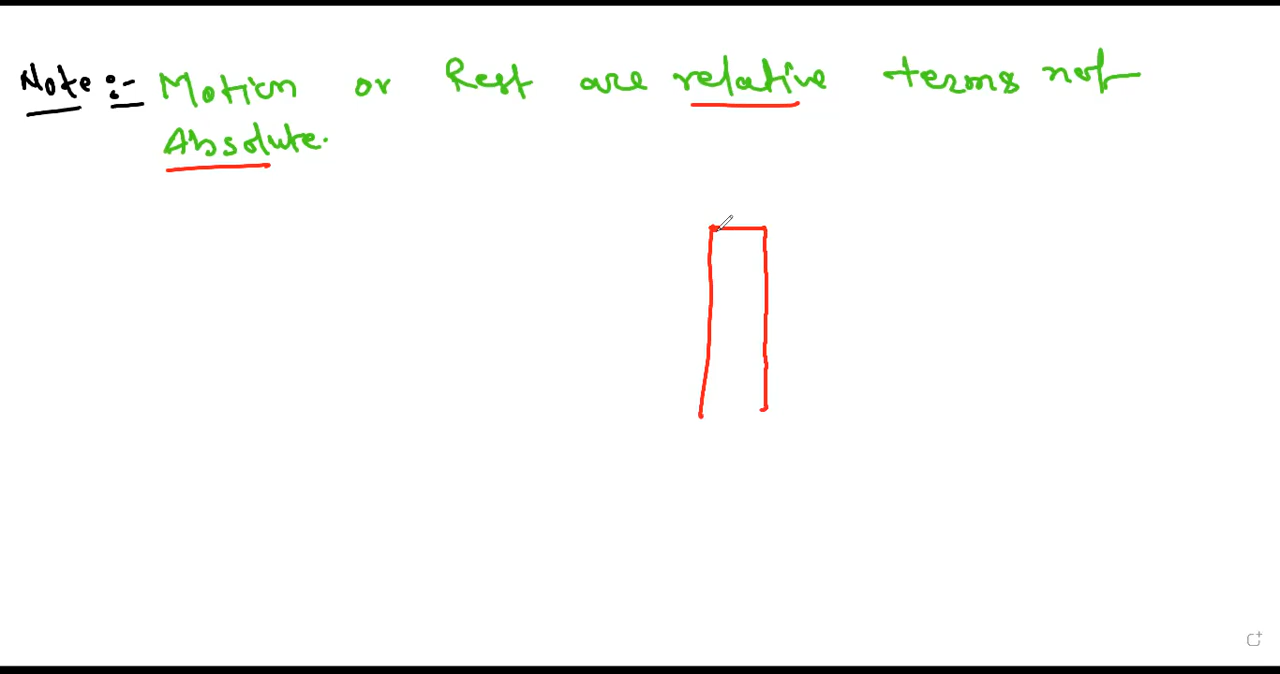 Note :- Motion or Rest are relative terms not
Absolute.